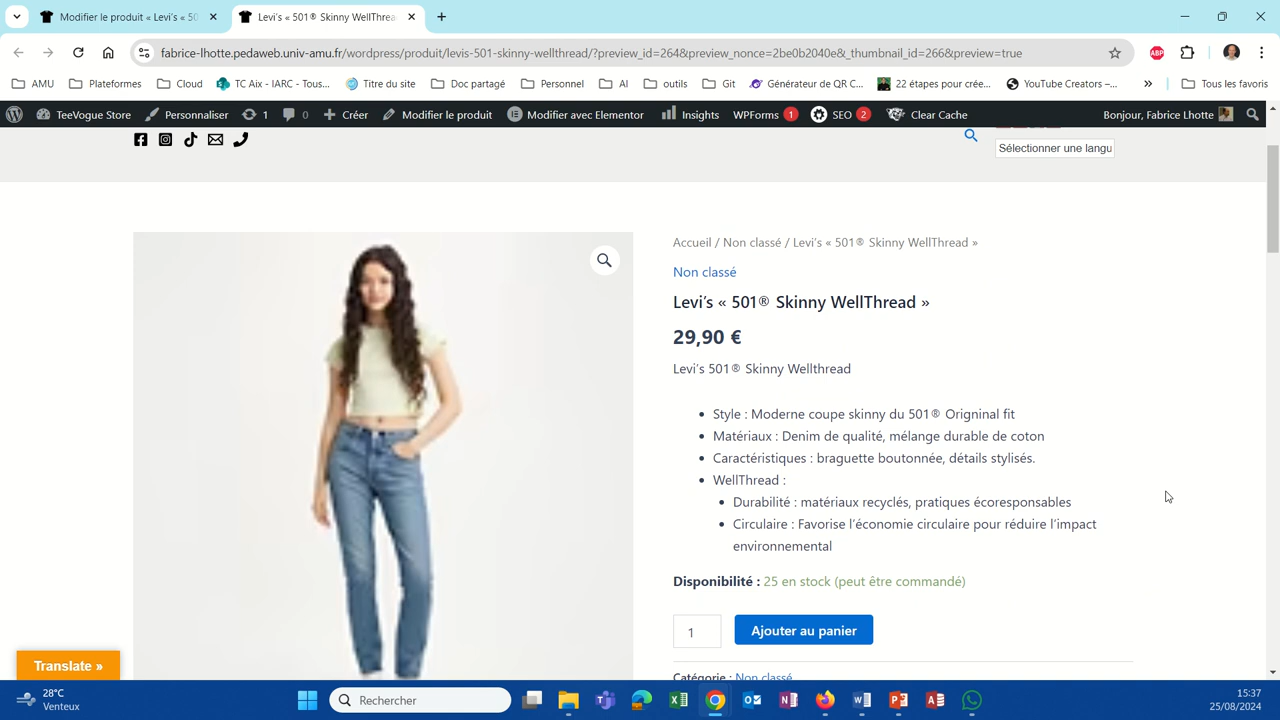 Modifier le produit « Levi's « 50
Levi's « 501® Skinny WellThrea
fabrice-lhotte.pedaweb.univ-amu.fr/wordpress/produit/levis-501-skinny-wellthread/?preview_id=264&preview_nonce=2be0b2040e&_thumbnail_id=266&preview=true
ABP
AMU
Plateformes
Cloud
TC Aix - IARC - Tous...
Titre du site
Doc partagé
Personnel
AI
outils
Git
Générateur de QR C...
22 étapes pour crée...
YouTube Creators –...
»
Tous les favoris
TeeVogue Store
Personnaliser
1
0
Créer
Modifier le produit
Modifier avec Elementor
Insights
WPForms 1
SEO 2
Clear Cache
Bonjour, Fabrice Lhotte
Sélectionner une langu
Accueil / Non classé / Levi's « 501® Skinny WellThread »
Non classé
Levi's « 501® Skinny WellThread »
29,90 €
Levi's 501® Skinny Wellthread
Style : Moderne coupe skinny du 501® Origninal fit
Matériaux : Denim de qualité, mélange durable de coton
Caractéristiques : braguette boutonnée, détails stylisés.
WellThread :
Durabilité : matériaux recyclés, pratiques écoresponsables
Circulaire : Favorise l'économie circulaire pour réduire l'impact
environnemental
Disponibilité : 25 en stock (peut être commandé)
1
Ajouter au panier
Catégorie : Non classé
Translate »
28°C
Venteux
Rechercher
15:37
25/08/2024